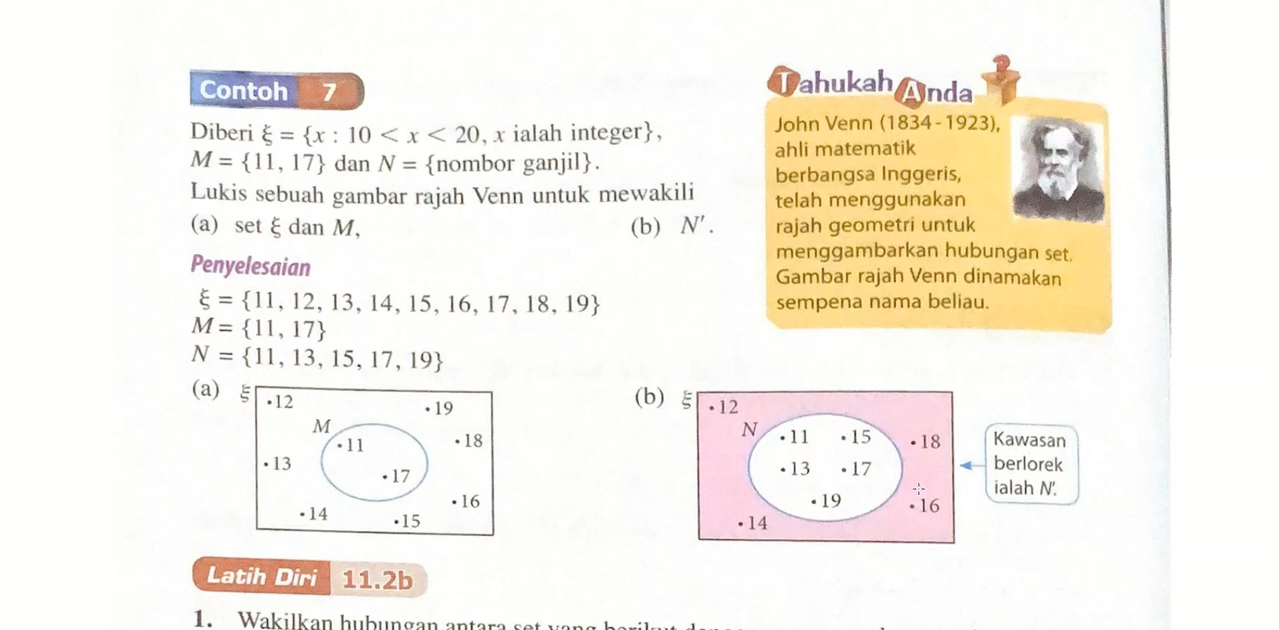 Contoh 7
Diberi ξ = {x : 10 < x < 20, x ialah integer},
M = {11, 17} dan N = {nombor ganjil}.
Lukis sebuah gambar rajah Venn untuk mewakili
(a) set ξ dan M, (b) N′.
Penyelesaian
ξ = {11, 12, 13, 14, 15, 16, 17, 18, 19}
M = {11, 17}
N = {11, 13, 15, 17, 19}
(a) ξ
•12
•19
M
•11
•18
•13
•17
•16
•14
•15
(b) ξ
•12
N
•11 •15
•18
•13 •17
•19
•16
•14
Kawasan
berlorek
ialah N′.
Tahukah Anda
John Venn (1834-1923),
ahli matematik
berbangsa Inggeris,
telah menggunakan
rajah geometri untuk
menggambarkan hubungan set.
Gambar rajah Venn dinamakan
sempena nama beliau.
Latih Diri 11.2b
1. Wakilkan hubungan antara set yang berikut